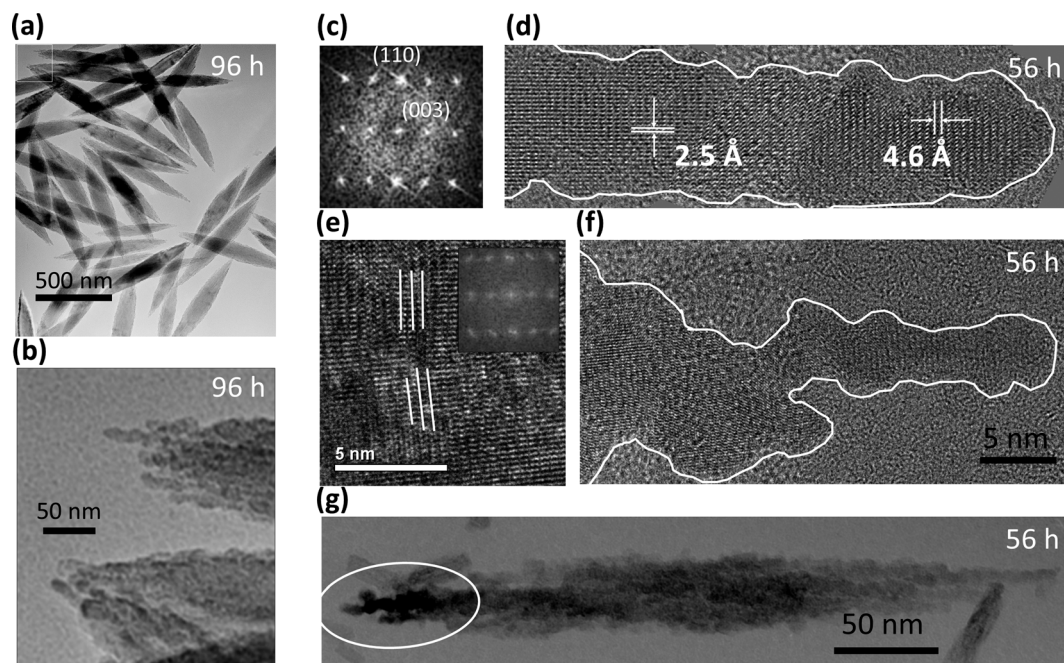 (a)
96 h
500 nm
(b)
96 h
50 nm
(c)
(110)
(003)
(d)
56 h
2.5 Å
4.6 Å
(e)
5 nm
(f)
56 h
5 nm
(g)
56 h
50 nm